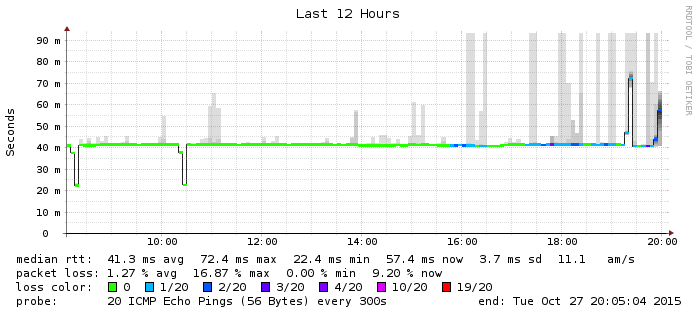 Last 12 Hours
RRDTOOL / TOBI OETIKER
Seconds
90 m
80 m
70 m
60 m
50 m
40 m
30 m
20 m
10 m
0
10:00 12:00 14:00 16:00 18:00 20:00
median rtt: 41.3 ms avg 72.4 ms max 22.4 ms min 57.4 ms now 3.7 ms sd 11.1 am/s
packet loss: 1.27 % avg 16.87 % max 0.00 % min 9.20 % now
loss color: 0 1/20 2/20 3/20 4/20 10/20 19/20
probe: 20 ICMP Echo Pings (56 Bytes) every 300s end: Tue Oct 27 20:05:04 2015